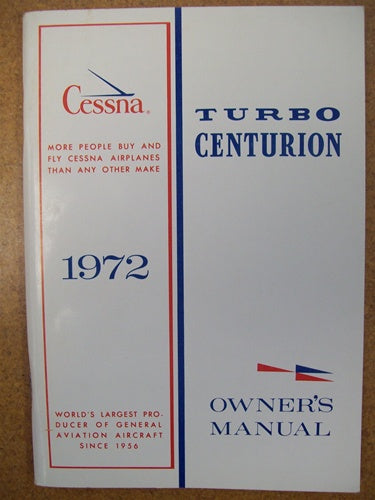 Cessna®
MORE PEOPLE BUY AND
FLY CESSNA AIRPLANES
THAN ANY OTHER MAKE
1972
WORLD'S LARGEST PRO-
DUCER OF GENERAL
AVIATION AIRCRAFT
SINCE 1956
TURBO
CENTURION
OWNER'S
MANUAL